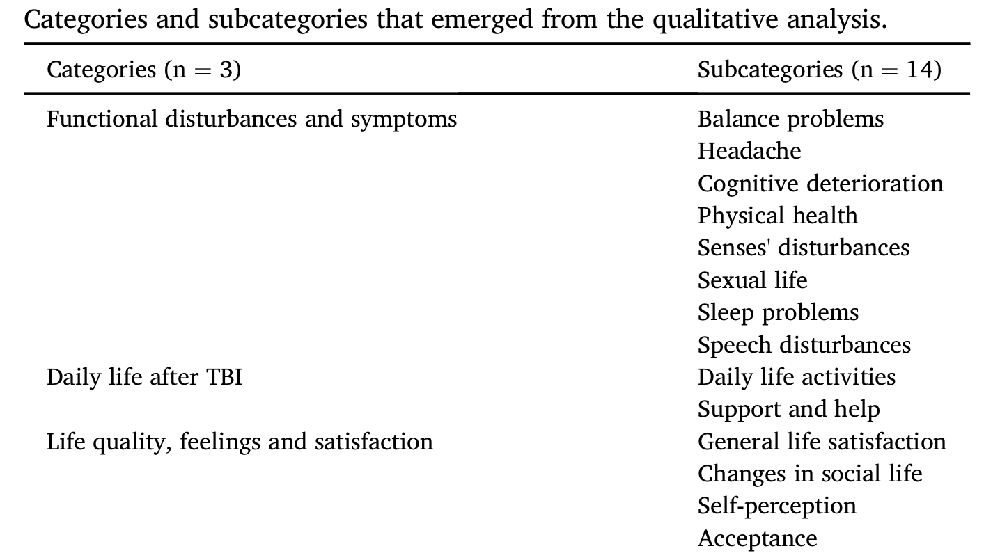 Categories and subcategories that emerged from the qualitative analysis.
Categories (n = 3) Subcategories (n = 14)
Functional disturbances and symptoms Balance problems
Headache
Cognitive deterioration
Physical health
Senses' disturbances
Sexual life
Sleep problems
Speech disturbances
Daily life after TBI Daily life activities
Support and help
Life quality, feelings and satisfaction General life satisfaction
Changes in social life
Self-perception
Acceptance